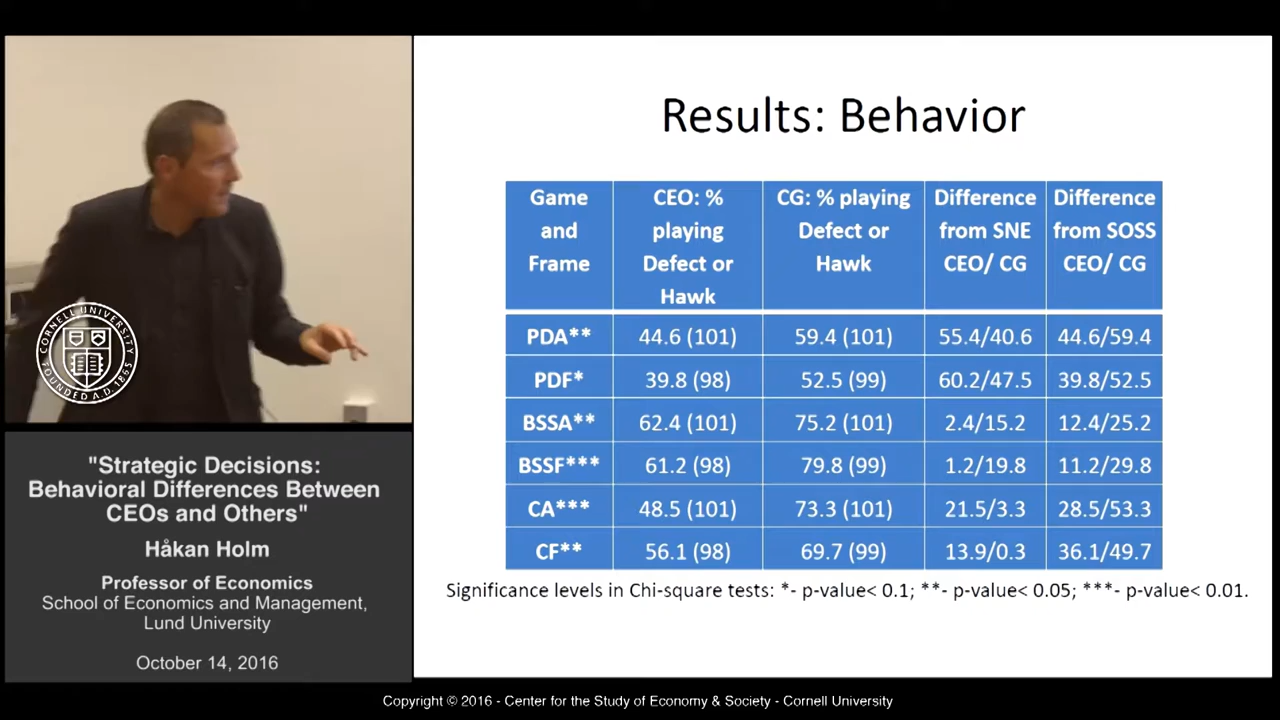 Results: Behavior
Game and Frame | CEO: % playing Defect or Hawk | CG: % playing Defect or Hawk | Difference from SNE CEO/ CG | Difference from SOSS CEO/ CG
PDA** | 44.6 (101) | 59.4 (101) | 55.4/40.6 | 44.6/59.4
PDF* | 39.8 (98) | 52.5 (99) | 60.2/47.5 | 39.8/52.5
BSSA** | 62.4 (101) | 75.2 (101) | 2.4/15.2 | 12.4/25.2
BSSF*** | 61.2 (98) | 79.8 (99) | 1.2/19.8 | 11.2/29.8
CA*** | 48.5 (101) | 73.3 (101) | 21.5/3.3 | 28.5/53.3
CF** | 56.1 (98) | 69.7 (99) | 13.9/0.3 | 36.1/49.7
Significance levels in Chi-square tests: *- p-value< 0.1; **- p-value< 0.05; ***- p-value< 0.01.
CORNELL UNIVERSITY
FOUNDED A.D. 1865
"Strategic Decisions:
Behavioral Differences Between
CEOs and Others"
Håkan Holm
Professor of Economics
School of Economics and Management,
Lund University
October 14, 2016
Copyright © 2016 - Center for the Study of Economy & Society - Cornell University